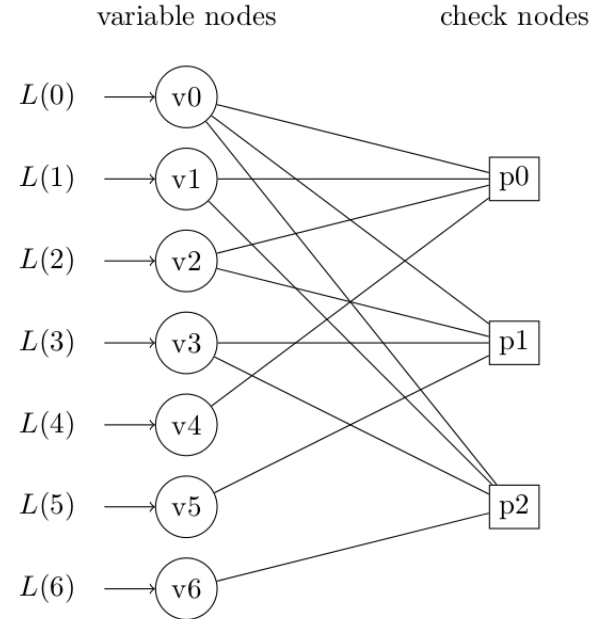 variable nodes check nodes
L(0) v0
L(1) v1 p0
L(2) v2
L(3) v3 p1
L(4) v4
L(5) v5 p2
L(6) v6